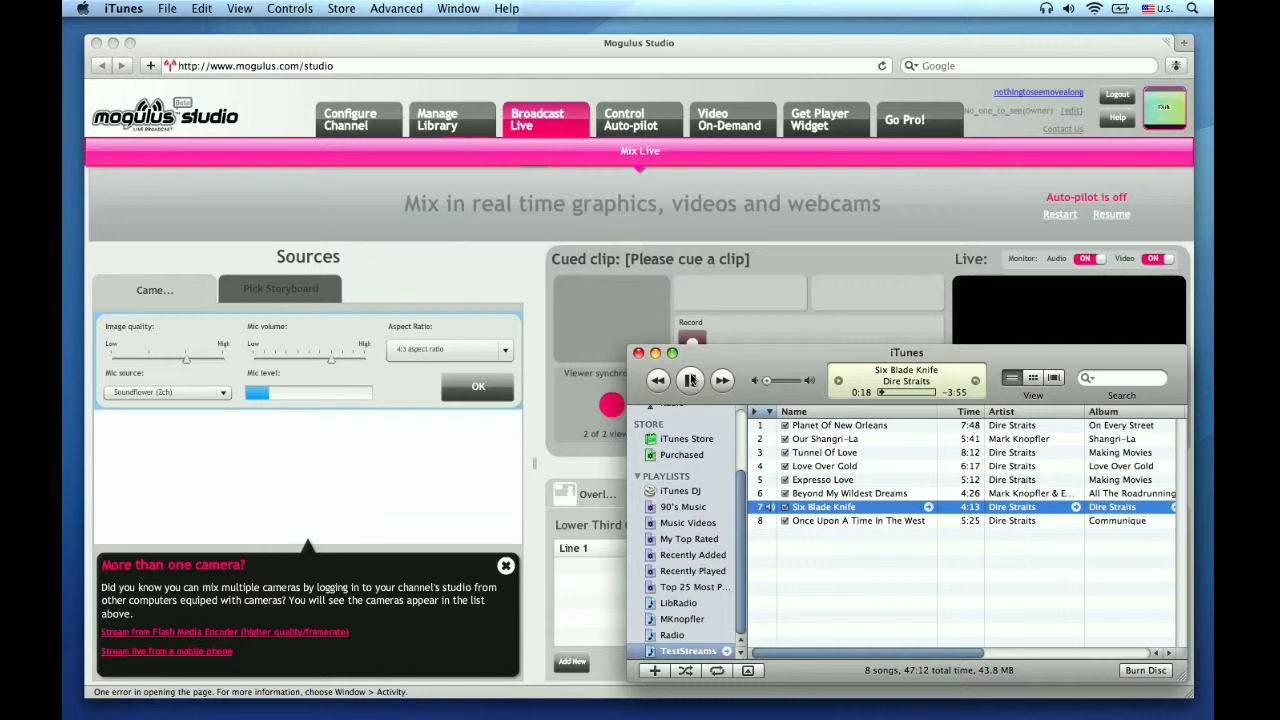 iTunes File Edit View Controls Store Advanced Window Help U.S.
Mogulus Studio
http://www.mogulus.com/studio
Google
mogulus studio
Beta
LIVE BROADCAST
Configure Channel
Manage Library
Broadcast Live
Control Auto-pilot
Video On-Demand
Get Player Widget
Go Pro!
nothingtoseemovealong
No_one_to_see(Owner) [edit]
Contact Us
Logout
Help
Mix Live
Mix in real time graphics, videos and webcams
Auto-pilot is off
Restart Resume
Sources
Came...
Pick Storyboard
Image quality:
Low High
Mic volume:
Low High
Aspect Ratio:
4:3 aspect ratio
Mic source:
Soundflower (2ch)
Mic level:
OK
More than one camera?
Did you know you can mix multiple cameras by logging in to your channel's studio from
other computers equiped with cameras? You will see the cameras appear in the list
above.
Stream from Flash Media Encoder (higher quality/framerate)
Stream live from a mobile phone
Cued clip: [Please cue a clip]
Live:
Monitor: Audio ON Video ON
Record
Viewer synchro
2 of 2 view
Overl...
Lower Third
Line 1
Add New
iTunes
Six Blade Knife
Dire Straits
0:18 -3:55
View
Search
STORE
iTunes Store
Purchased
PLAYLISTS
iTunes DJ
90's Music
Music Videos
My Top Rated
Recently Added
Recently Played
Top 25 Most P...
LibRadio
MKnopfler
Radio
TestStreams
Name Time Artist Album
1 Planet Of New Orleans 7:48 Dire Straits On Every Street
2 Our Shangri-La 5:41 Mark Knopfler Shangri-La
3 Tunnel Of Love 8:12 Dire Straits Making Movies
4 Love Over Gold 6:17 Dire Straits Love Over Gold
5 Expresso Love 5:12 Dire Straits Making Movies
6 Beyond My Wildest Dreams 4:26 Mark Knopfler & E... All The Roadrunning
7 Six Blade Knife 4:13 Dire Straits Dire Straits
8 Once Upon A Time In The West 5:25 Dire Straits Communique
8 songs, 47:12 total time, 43.8 MB
Burn Disc
One error in opening the page. For more information, choose Window > Activity.